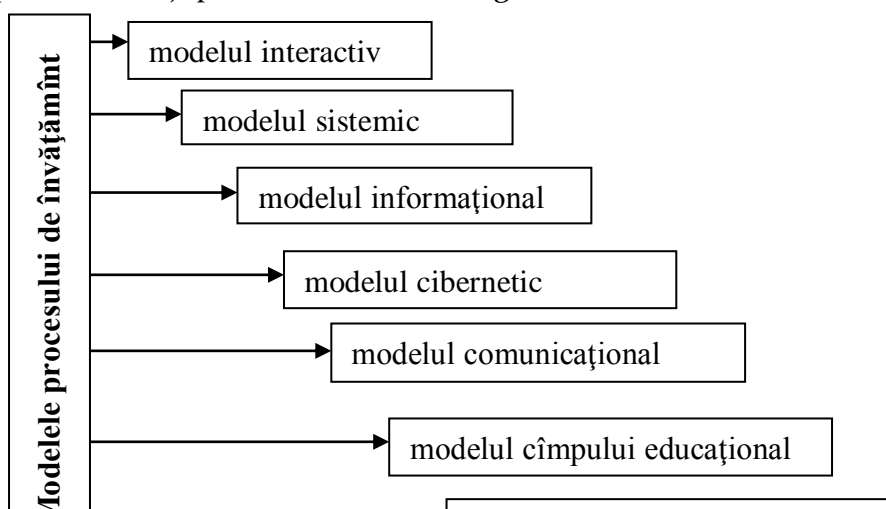 Modelele procesului de învăţămînt
modelul interactiv
modelul sistemic
modelul informaţional
modelul cibernetic
modelul comunicaţional
modelul cîmpului educaţional